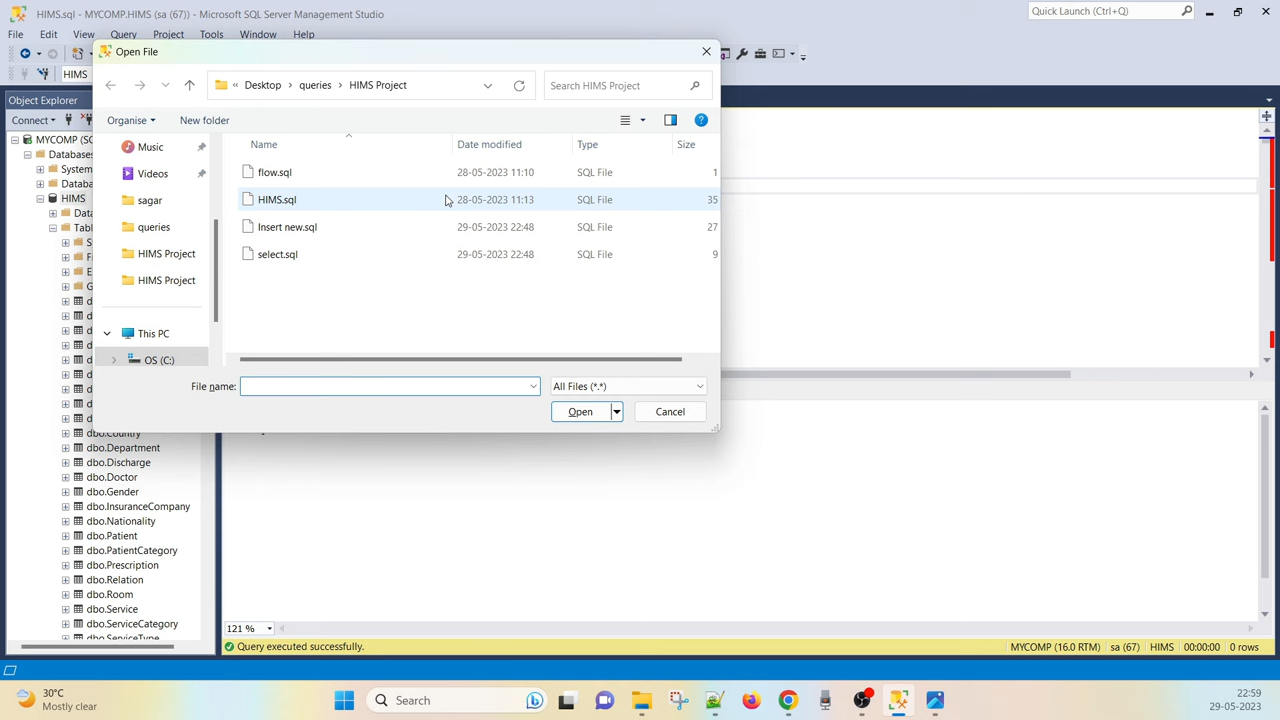 HIMS.sql - MYCOMP.HIMS (sa (67)) - Microsoft SQL Server Management Studio
Quick Launch (Ctrl+Q)
File Edit View Query Project Tools Window Help
Open File
HIMS
« Desktop › queries › HIMS Project
Search HIMS Project
Object Explorer
Connect
Organise
New folder
MYCOMP (SQ
Databases
System
Databa
HIMS
Data
Tabl
Music
Videos
sagar
queries
HIMS Project
HIMS Project
This PC
OS (C:)
Name Date modified Type Size
flow.sql 28-05-2023 11:10 SQL File 1
HIMS.sql 28-05-2023 11:13 SQL File 35
Insert new.sql 29-05-2023 22:48 SQL File 27
select.sql 29-05-2023 22:48 SQL File 9
File name:
All Files (*.*)
Open
Cancel
dbo.Country
dbo.Department
dbo.Discharge
dbo.Doctor
dbo.Gender
dbo.InsuranceCompany
dbo.Nationality
dbo.Patient
dbo.PatientCategory
dbo.Prescription
dbo.Relation
dbo.Room
dbo.Service
dbo.ServiceCategory
dbo.ServiceType
121 %
Query executed successfully.
MYCOMP (16.0 RTM) sa (67) HIMS 00:00:00 0 rows
30°C
Mostly clear
Search
22:59
29-05-2023